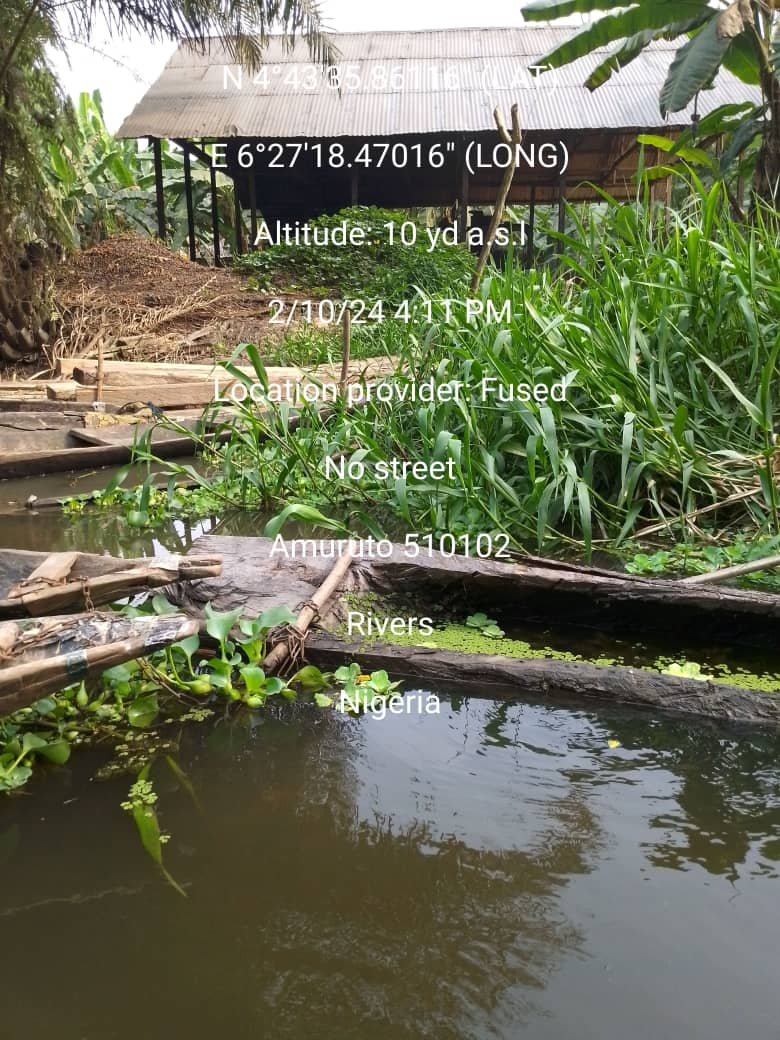 N 4°43'35.86116" (LAT)
E 6°27'18.47016" (LONG)
Altitude: 10 yd a.s.l
2/10/24 4:11 PM
Location provider: Fused
No street
Amuruto 510102
Rivers
Nigeria